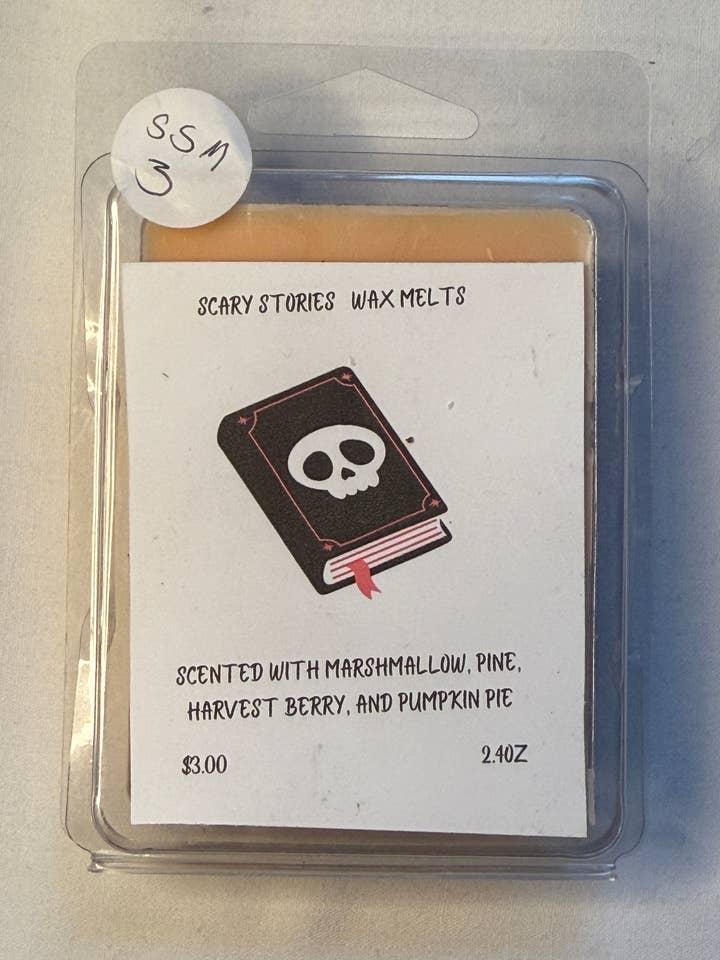 SSM
3
SCARY STORIES WAX MELTS
SCENTED WITH MARSHMALLOW, PINE,
HARVEST BERRY, AND PUMPKIN PIE
$3.00
2.4OZ